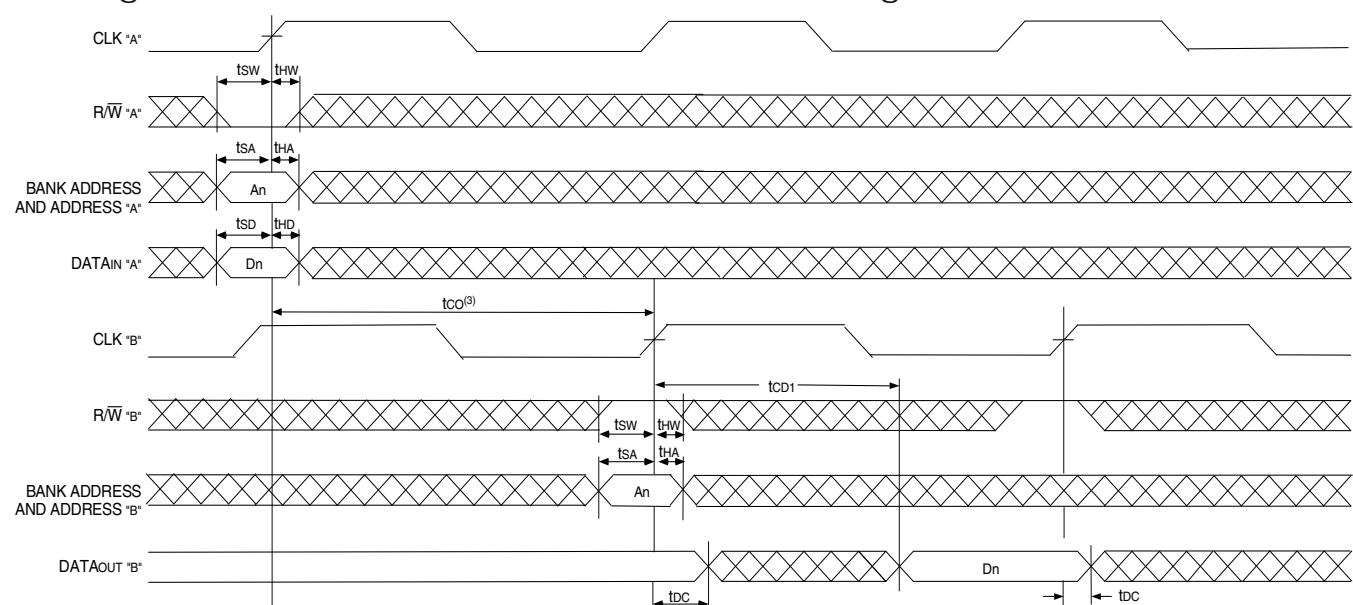 CLK "A"
tSW tHW
R/W̅ "A"
tSA tHA
BANK ADDRESS
AND ADDRESS "A"
An
tSD tHD
DATAIN "A"
Dn
tCO(3)
CLK "B"
tCD1
R/W̅ "B"
tSW tHW
tSA tHA
BANK ADDRESS
AND ADDRESS "B"
An
DATAOUT "B"
Dn
tDC tDC